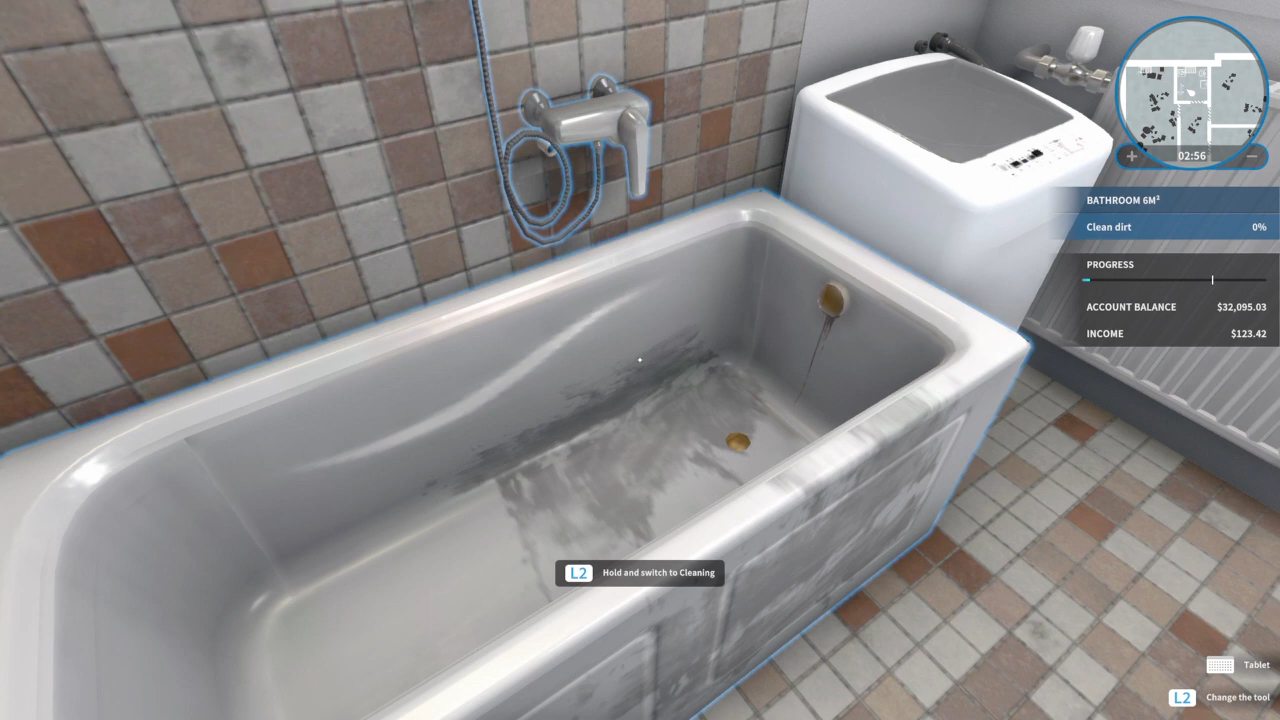 02:56
BATHROOM 6M²
Clean dirt 0%
PROGRESS
ACCOUNT BALANCE $32,095.03
INCOME $123.42
L2 Hold and switch to Cleaning
Tablet
L2 Change the tool